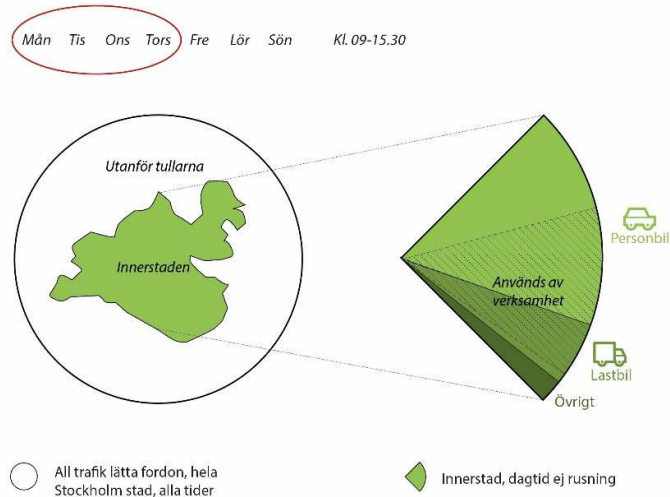 Mån Tis Ons Tors Fre Lör Sön Kl. 09-15.30
Utanför tullarna
Innerstaden
Personbil
Används av
verksamhet
Lastbil
Övrigt
All trafik lätta fordon, hela
Stockholm stad, alla tider
Innerstad, dagtid ej rusning